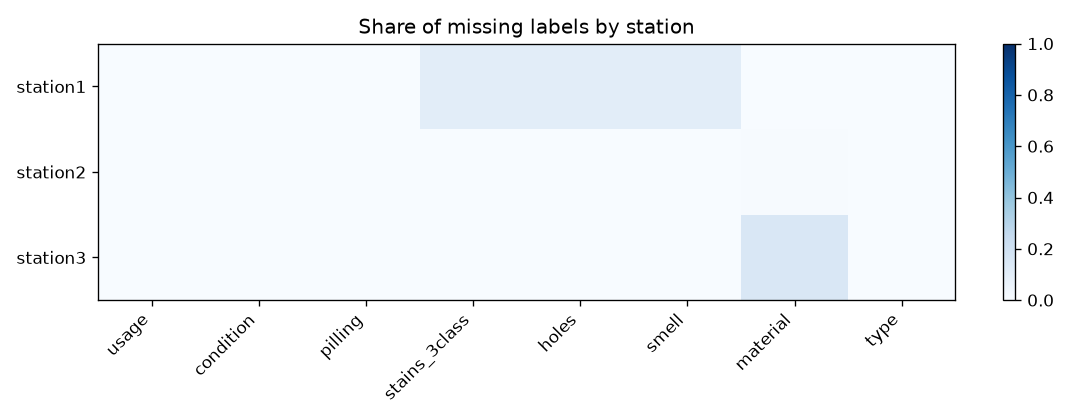 Share of missing labels by station
station1
station2
station3
usage
condition
pilling
stains_3class
holes
smell
material
type
1.0
0.8
0.6
0.4
0.2
0.0